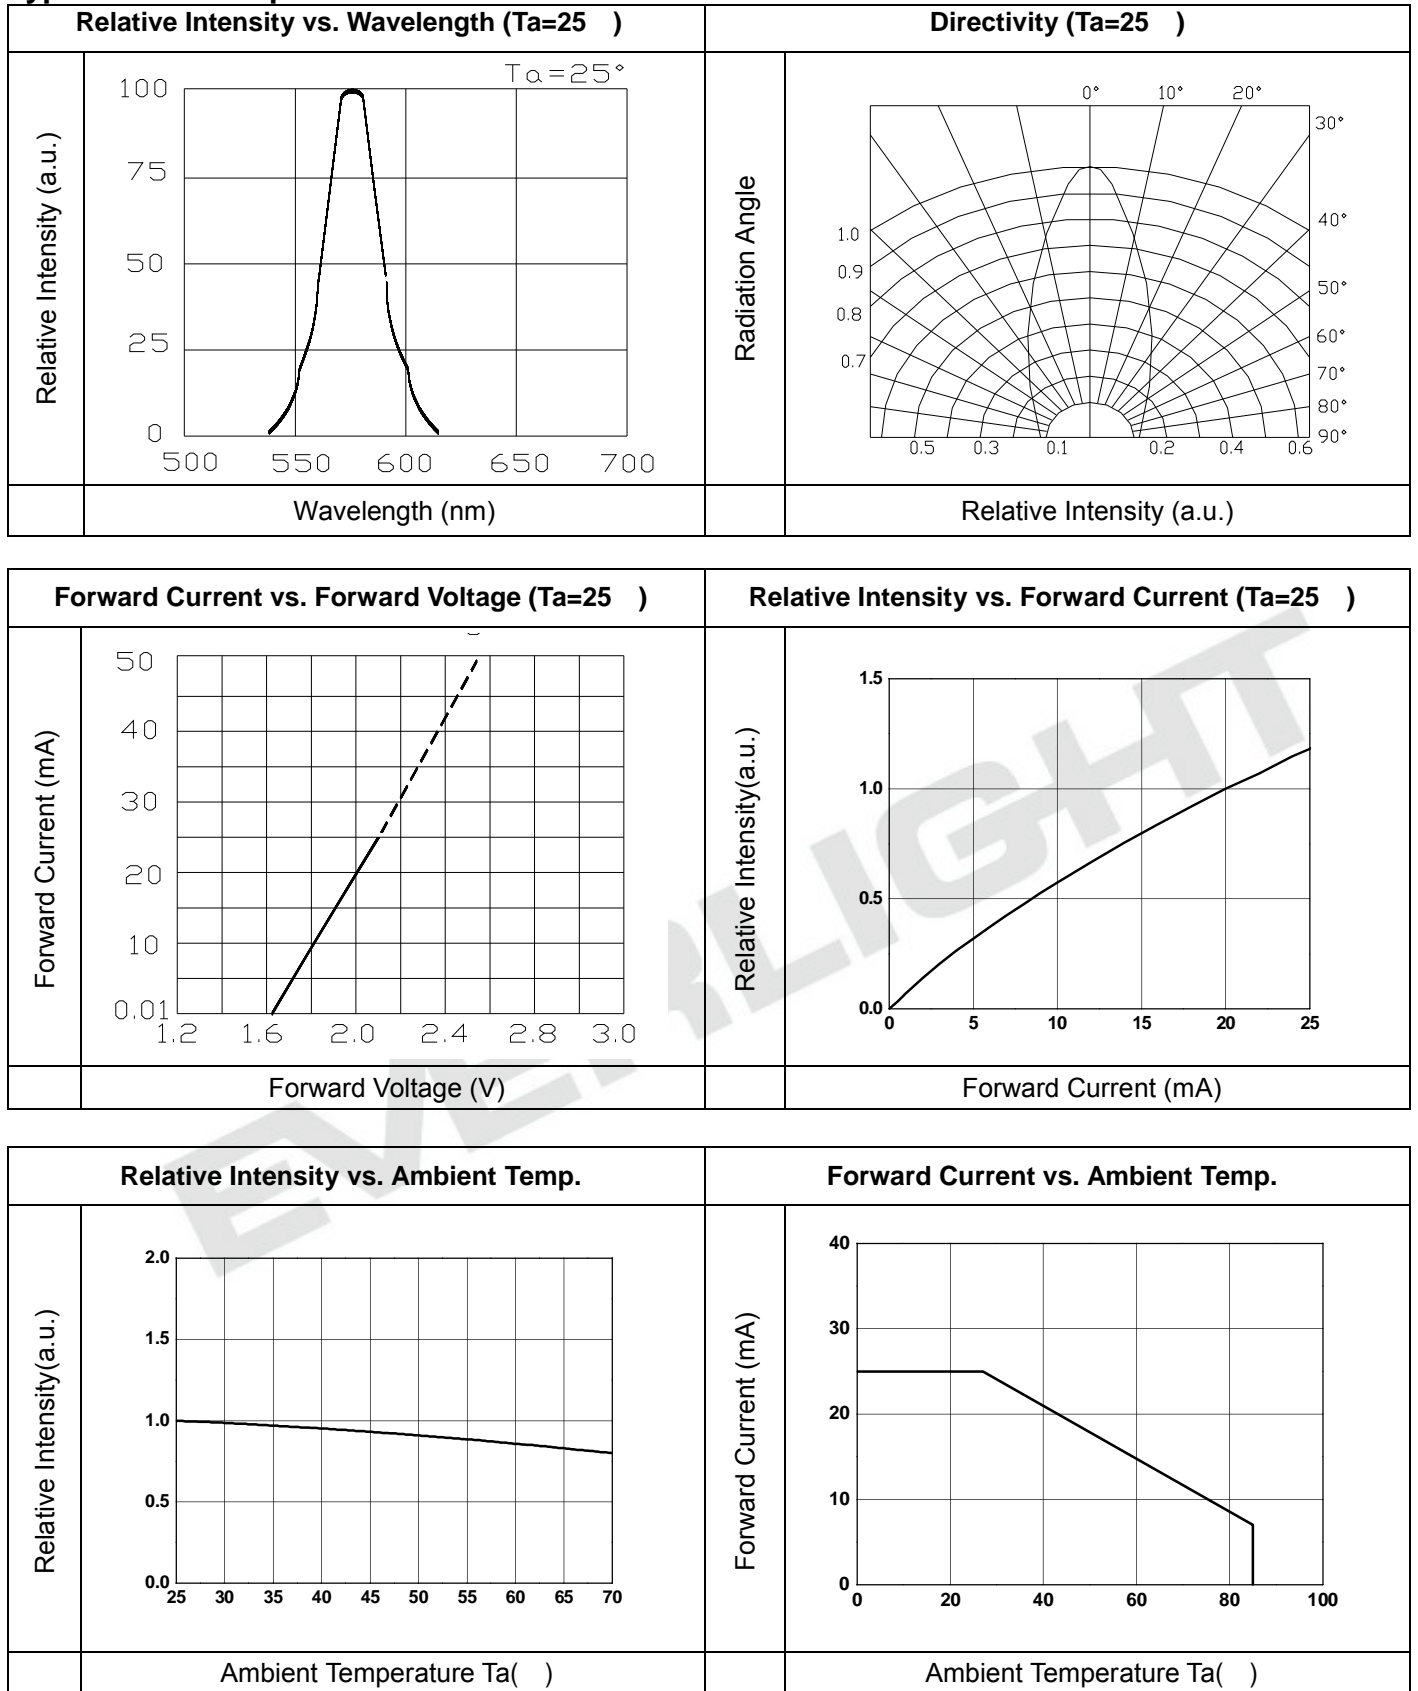 Relative Intensity vs. Wavelength (Ta=25 )
Directivity (Ta=25 )
Relative Intensity (a.u.)
Ta=25°
100
75
50
25
0
500 550 600 650 700
Wavelength (nm)
Radiation Angle
0° 10° 20°
30°
40°
50°
60°
70°
80°
90°
1.0
0.9
0.8
0.7
0.5 0.3 0.1 0.2 0.4 0.6
Relative Intensity (a.u.)
Forward Current vs. Forward Voltage (Ta=25 )
Relative Intensity vs. Forward Current (Ta=25 )
Forward Current (mA)
50
40
30
20
10
0.01
1.2 1.6 2.0 2.4 2.8 3.0
Forward Voltage (V)
Relative Intensity(a.u.)
1.5
1.0
0.5
0.0
0 5 10 15 20 25
Forward Current (mA)
EVERLIGHT
Relative Intensity vs. Ambient Temp.
Forward Current vs. Ambient Temp.
Relative Intensity(a.u.)
2.0
1.5
1.0
0.5
0.0
25 30 35 40 45 50 55 60 65 70
Ambient Temperature Ta( )
Forward Current (mA)
40
30
20
10
0
0 20 40 60 80 100
Ambient Temperature Ta( )